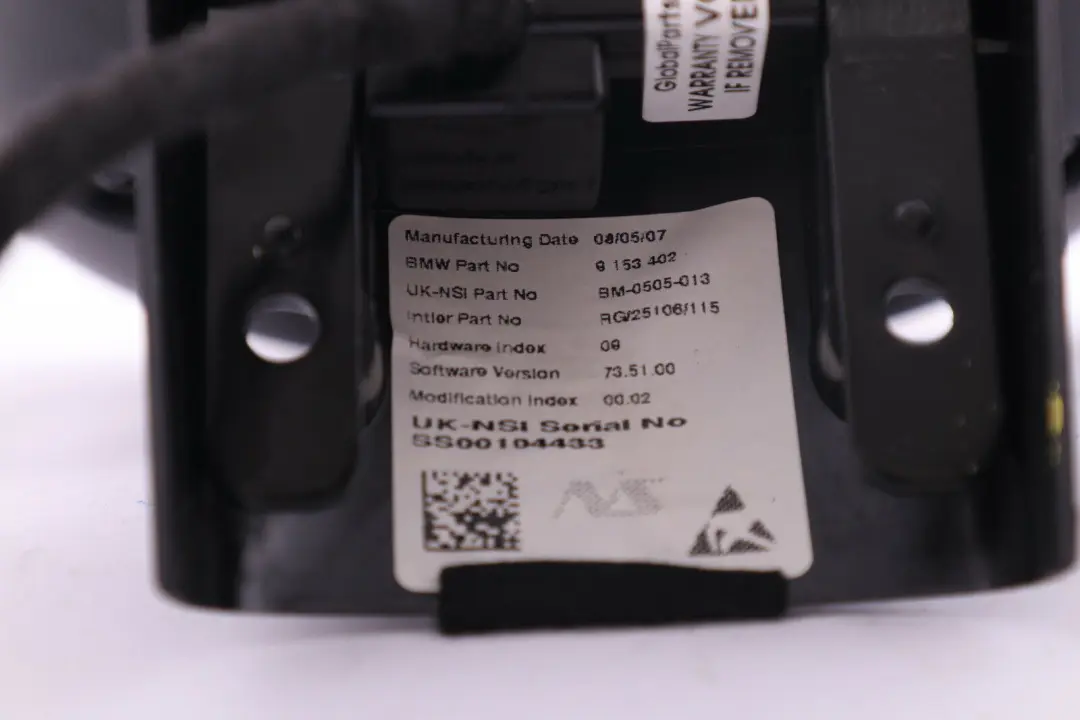 GlobalParts
WARRANTY VO
IF REMOVE
Manufacturing Date 08/05/07
BMW Part No 9 153 402
UK-NSI Part No BM-0505-013
Intier Part No RG/25106/115
Hardware Index 09
Software Version 73.51.00
Modification Index 00.02
UK-NSI Serial No
SS00104433